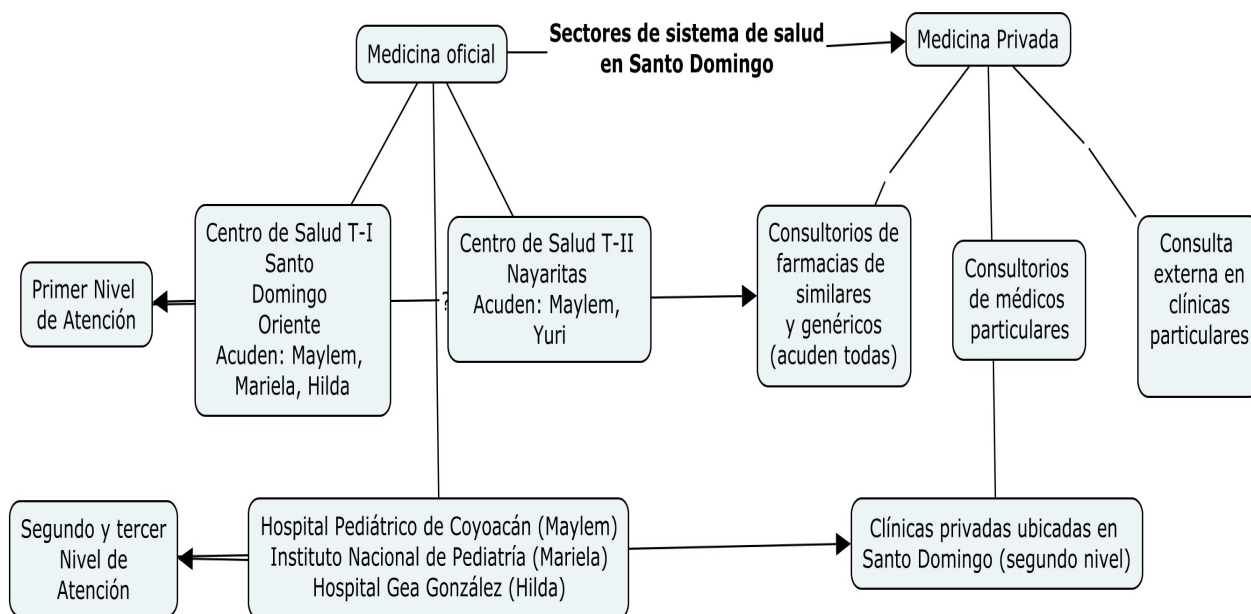 Medicina oficial
Sectores de sistema de salud
en Santo Domingo
Medicina Privada
Primer Nivel
de Atención
Centro de Salud T-I
Santo
Domingo
Oriente
Acuden: Maylem,
Mariela, Hilda
?
Centro de Salud T-II
Nayaritas
Acuden: Maylem,
Yuri
Consultorios de
farmacias de
similares
y genéricos
(acuden todas)
Consultorios
de médicos
particulares
Consulta
externa en
clínicas
particulares
Segundo y tercer
Nivel de
Atención
Hospital Pediátrico de Coyoacán (Maylem)
Instituto Nacional de Pediatría (Mariela)
Hospital Gea González (Hilda)
Clínicas privadas ubicadas en
Santo Domingo (segundo nivel)